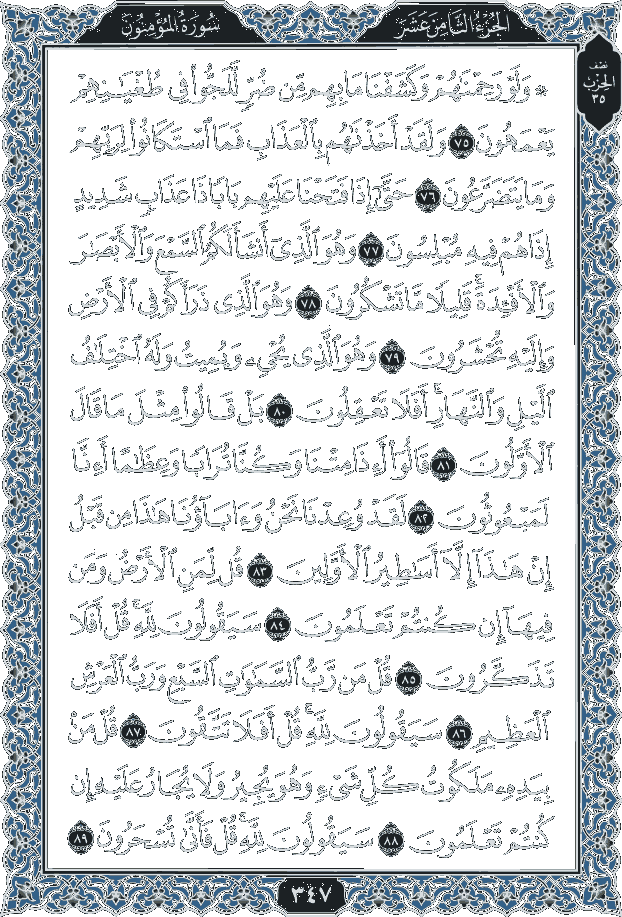 الجزء الثامن عشر
سورة المؤمنون
نصف
الحزب
٣٥
۞ وَلَوْ رَحِمْنَٰهُمْ وَكَشَفْنَا مَا بِهِم مِّن ضُرٍّ لَّلَجُّوا۟ فِى طُغْيَٰنِهِمْ
يَعْمَهُونَ ٧٥ وَلَقَدْ أَخَذْنَٰهُم بِٱلْعَذَابِ فَمَا ٱسْتَكَانُوا۟ لِرَبِّهِمْ
وَمَا يَتَضَرَّعُونَ ٧٦ حَتَّىٰٓ إِذَا فَتَحْنَا عَلَيْهِم بَابًا ذَا عَذَابٍ شَدِيدٍ
إِذَا هُمْ فِيهِ مُبْلِسُونَ ٧٧ وَهُوَ ٱلَّذِىٓ أَنشَأَ لَكُمُ ٱلسَّمْعَ وَٱلْأَبْصَٰرَ
وَٱلْأَفْـِٔدَةَ ۚ قَلِيلًا مَّا تَشْكُرُونَ ٧٨ وَهُوَ ٱلَّذِى ذَرَأَكُمْ فِى ٱلْأَرْضِ
وَإِلَيْهِ تُحْشَرُونَ ٧٩ وَهُوَ ٱلَّذِى يُحْىِۦ وَيُمِيتُ وَلَهُ ٱخْتِلَٰفُ
ٱلَّيْلِ وَٱلنَّهَارِ ۚ أَفَلَا تَعْقِلُونَ ٨٠ بَلْ قَالُوا۟ مِثْلَ مَا قَالَ
ٱلْأَوَّلُونَ ٨١ قَالُوٓا۟ أَءِذَا مِتْنَا وَكُنَّا تُرَابًا وَعِظَٰمًا أَءِنَّا
لَمَبْعُوثُونَ ٨٢ لَقَدْ وُعِدْنَا نَحْنُ وَءَابَآؤُنَا هَٰذَا مِن قَبْلُ
إِنْ هَٰذَآ إِلَّآ أَسَٰطِيرُ ٱلْأَوَّلِينَ ٨٣ قُل لِّمَنِ ٱلْأَرْضُ وَمَن
فِيهَآ إِن كُنتُمْ تَعْلَمُونَ ٨٤ سَيَقُولُونَ لِلَّهِ ۚ قُلْ أَفَلَا
تَذَكَّرُونَ ٨٥ قُلْ مَن رَّبُّ ٱلسَّمَٰوَٰتِ ٱلسَّبْعِ وَرَبُّ ٱلْعَرْشِ
ٱلْعَظِيمِ ٨٦ سَيَقُولُونَ لِلَّهِ ۚ قُلْ أَفَلَا تَتَّقُونَ ٨٧ قُلْ مَنۢ
بِيَدِهِۦ مَلَكُوتُ كُلِّ شَىْءٍ وَهُوَ يُجِيرُ وَلَا يُجَارُ عَلَيْهِ إِن
كُنتُمْ تَعْلَمُونَ ٨٨ سَيَقُولُونَ لِلَّهِ ۚ قُلْ فَأَنَّىٰ تُسْحَرُونَ ٨٩
٣٤٧